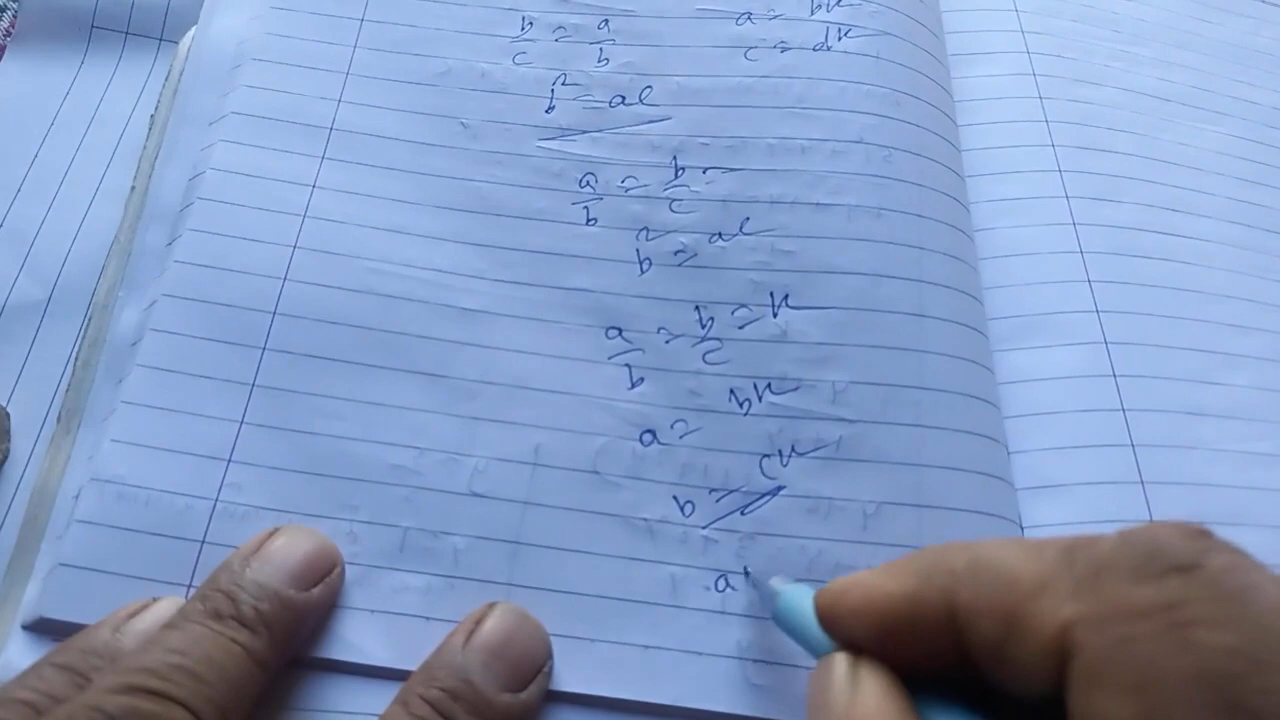 b/c = a/b
a = bk
c = dk
b² = ac
a/b = b/c =
b² = ac
a/b = b/c = k
a = bk
b = ck
a